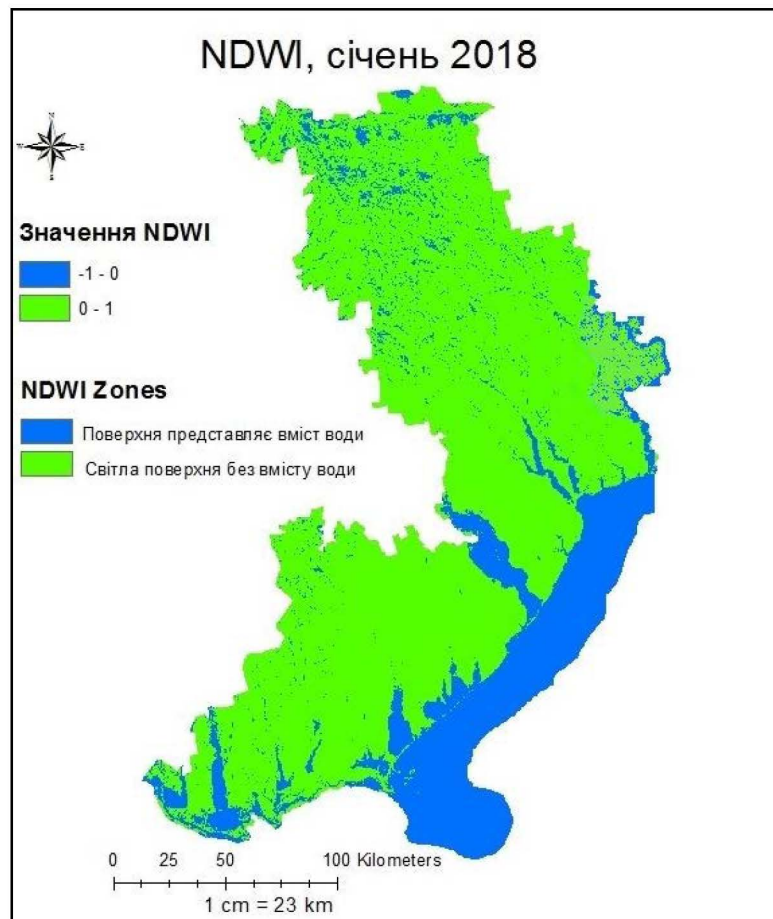 NDWI, січень 2018
N
W
E
S
Значення NDWI
-1 - 0
0 - 1
NDWI Zones
Поверхня представляє вміст води
Світла поверхня без вмісту води
0 25 50 100 Kilometers
1 cm = 23 km